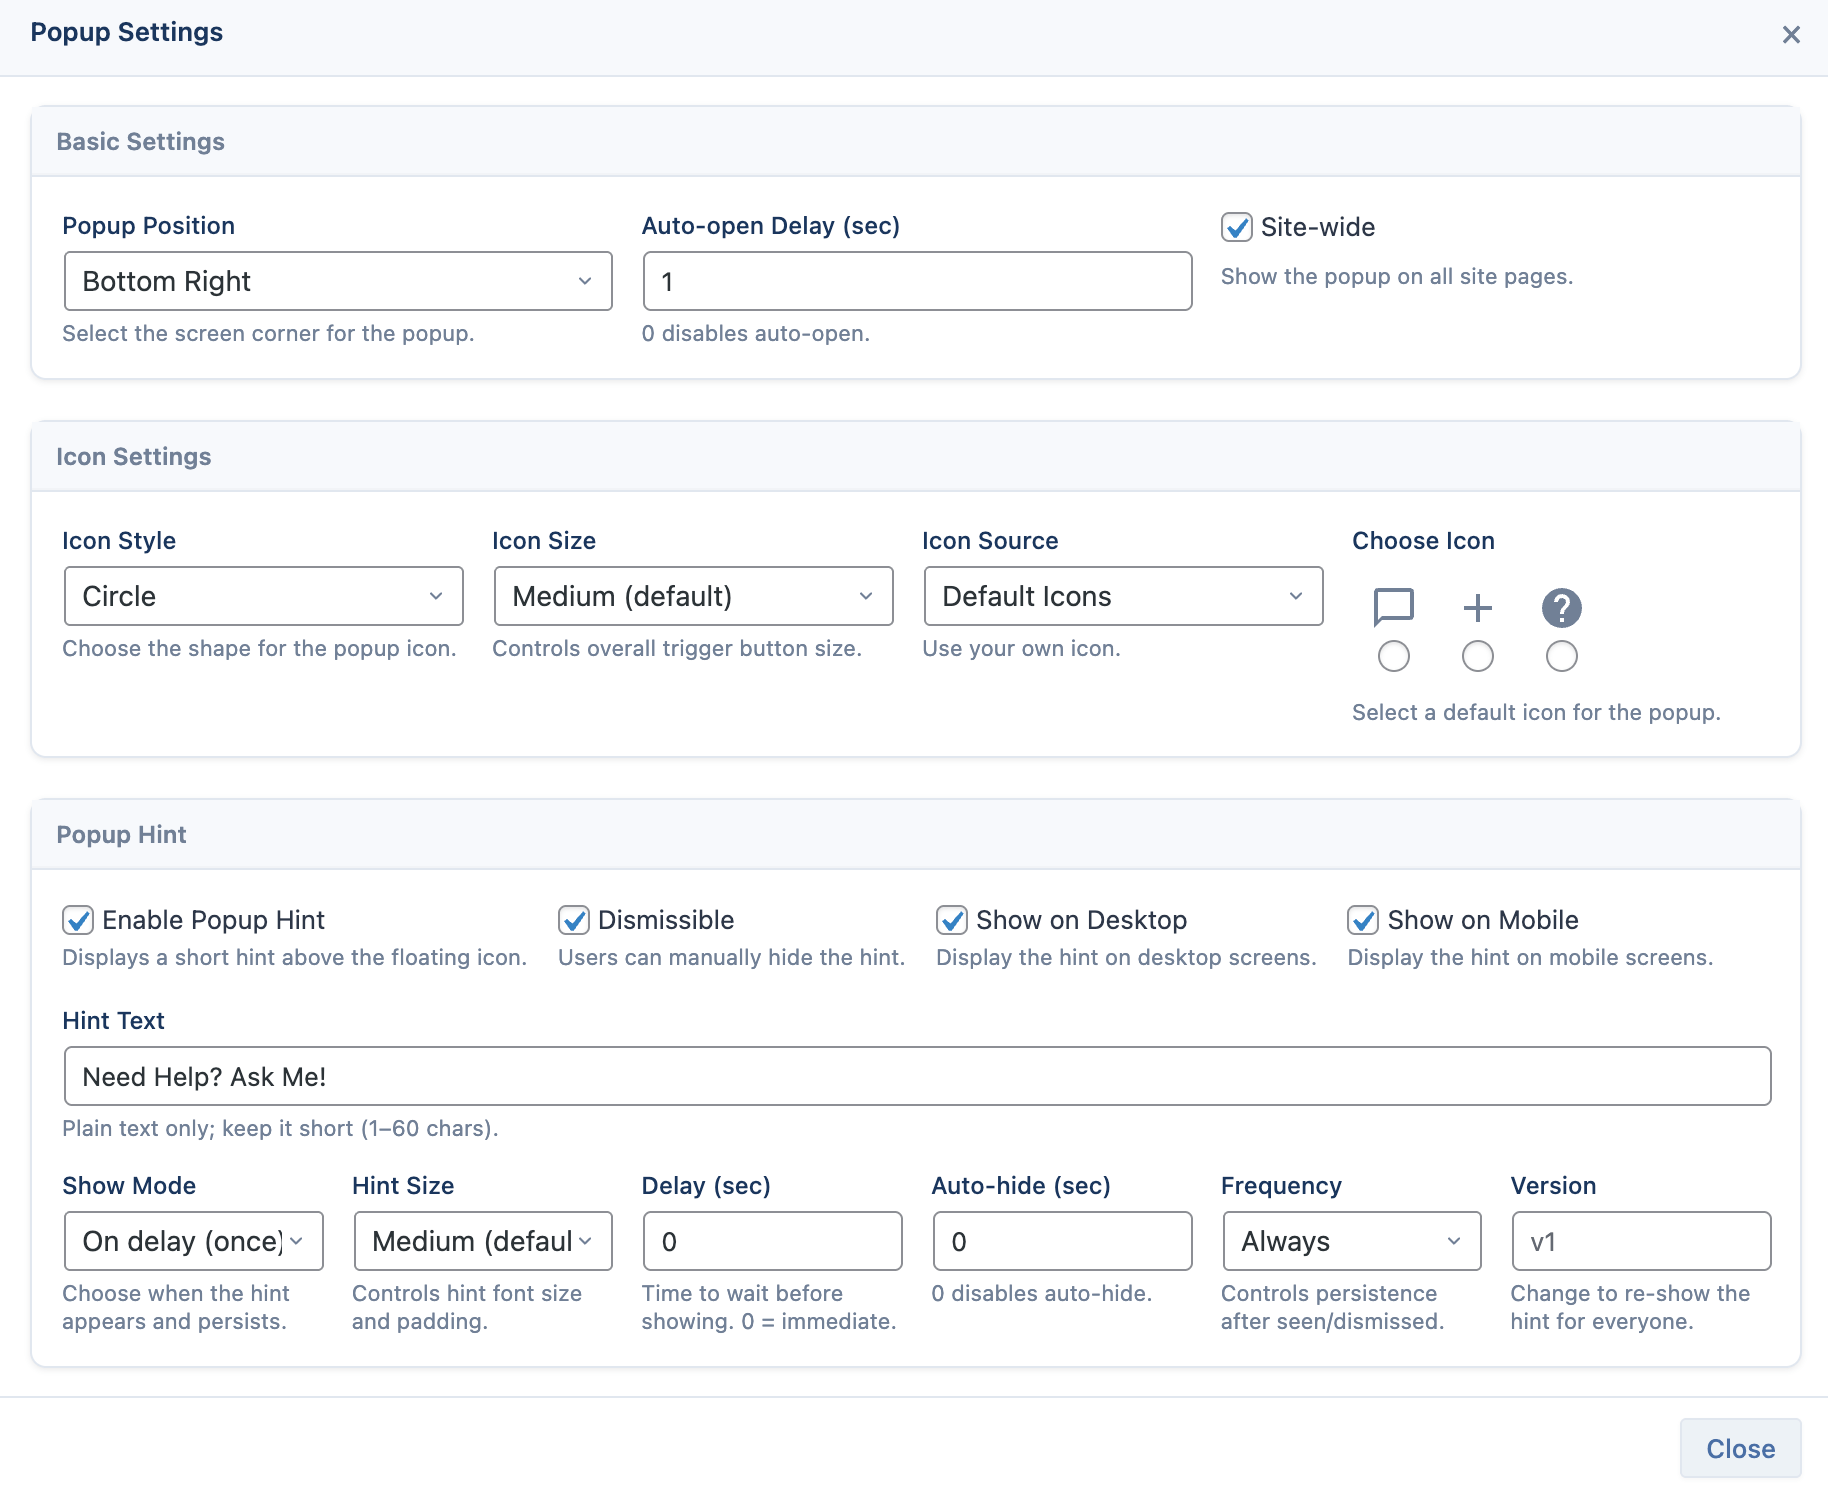 Popup Settings
Basic Settings
Popup Position
Auto-open Delay (sec)
Site-wide
Bottom Right
1
Show the popup on all site pages.
Select the screen corner for the popup.
0 disables auto-open.
Icon Settings
Icon Style
Icon Size
Icon Source
Choose Icon
Circle
Medium (default)
Default Icons
?
Choose the shape for the popup icon.
Controls overall trigger button size.
Use your own icon.
Select a default icon for the popup.
Popup Hint
Enable Popup Hint
Dismissible
Show on Desktop
Show on Mobile
Displays a short hint above the floating icon.
Users can manually hide the hint.
Display the hint on desktop screens.
Display the hint on mobile screens.
Hint Text
Need Help? Ask Me!
Plain text only; keep it short (1–60 chars).
Show Mode
Hint Size
Delay (sec)
Auto-hide (sec)
Frequency
Version
On delay (once)
Medium (defaul
0
0
Always
v1
Choose when the hint
appears and persists.
Controls hint font size
and padding.
Time to wait before
showing. 0 = immediate.
0 disables auto-hide.
Controls persistence
after seen/dismissed.
Change to re-show the
hint for everyone.
Close